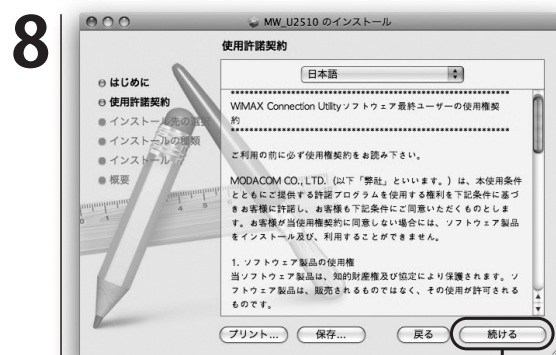 8
MW_U2510 のインストール
使用許諾契約
日本語
はじめに
使用許諾契約
インストール先の選択
インストールの種類
インストール
概要
************************************************************
WiMAX Connection Utilityソフトウェア最終ユーザーの使用権契
約
************************************************************
ご利用の前に必ず使用権契約をお読み下さい。
MODACOM CO., LTD.（以下「弊社」といいます。）は、本使用条件
とともにご提供する許諾プログラムを使用する権利を下記条件に基づ
きお客様に許諾し、お客様も下記条件にご同意いただくものとしま
す。お客様が当使用権契約に同意しない場合には、ソフトウェア製品
をインストール及び、利用することができません。
1. ソフトウェア製品の使用権
当ソフトウェア製品は、知的財産権及び協定により保護されます。ソ
フトウェア製品は、販売されるものではなく、その使用が許可される
ものです。
プリント...
保存...
戻る
続ける